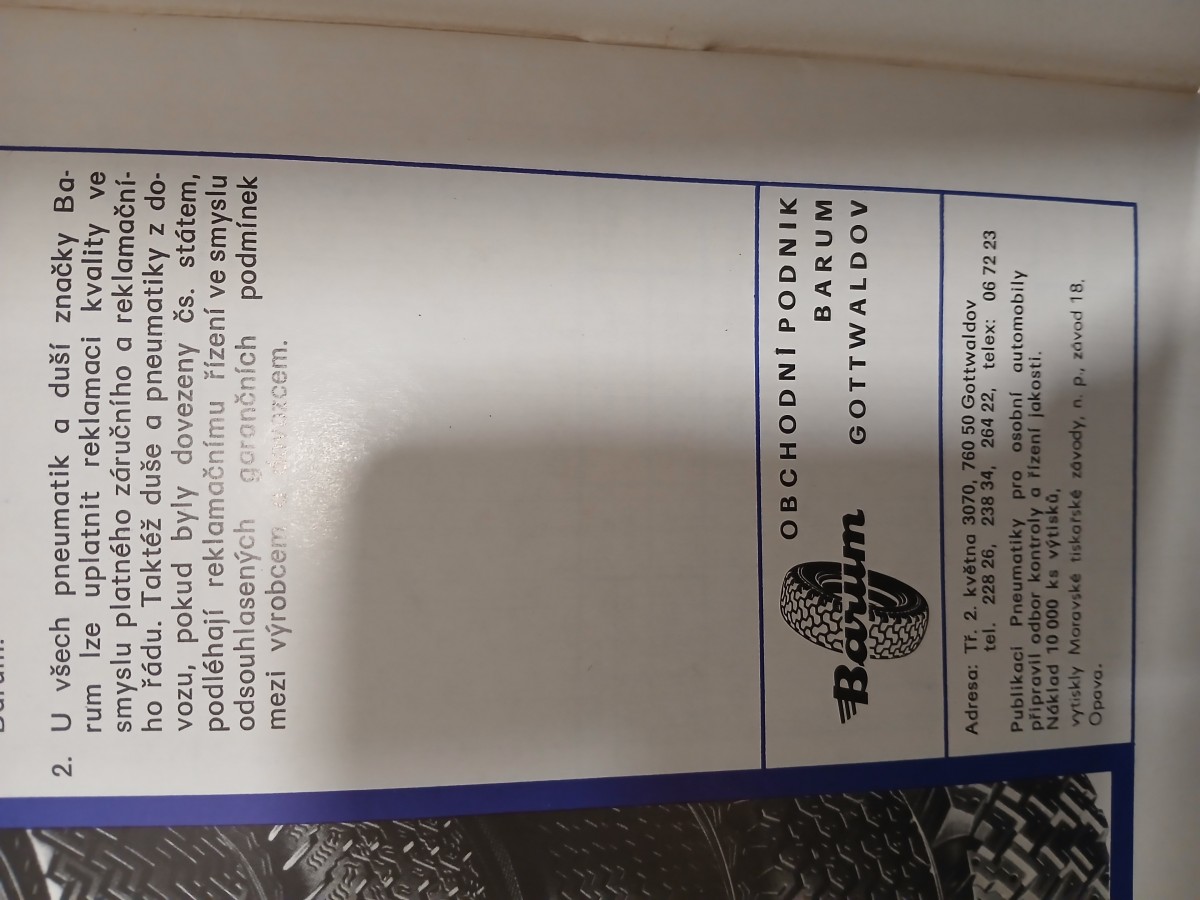 2. U všech pneumatik a duší značky Ba-
rum lze uplatnit reklamaci kvality ve
smyslu platného záručního a reklamační-
ho řádu. Taktéž duše a pneumatiky z do-
vozu, pokud byly dovezeny čs. státem,
podléhají reklamačnímu řízení ve smyslu
odsouhlasených garančních podmínek
mezi výrobcem a dovozcem.
OBCHODNÍ PODNIK
BARUM
GOTTWALDOV
Barum
Adresa: Tř. 2. května 3070, 760 50 Gottwaldov
tel. 228 26, 238 34, 264 22, telex: 06 72 23
Publikaci Pneumatiky pro osobní automobily
připravil odbor kontroly a řízení jakosti.
Náklad 10 000 ks výtisků,
vytiskly Moravské tiskařské závody, n. p., závod 18,
Opava.